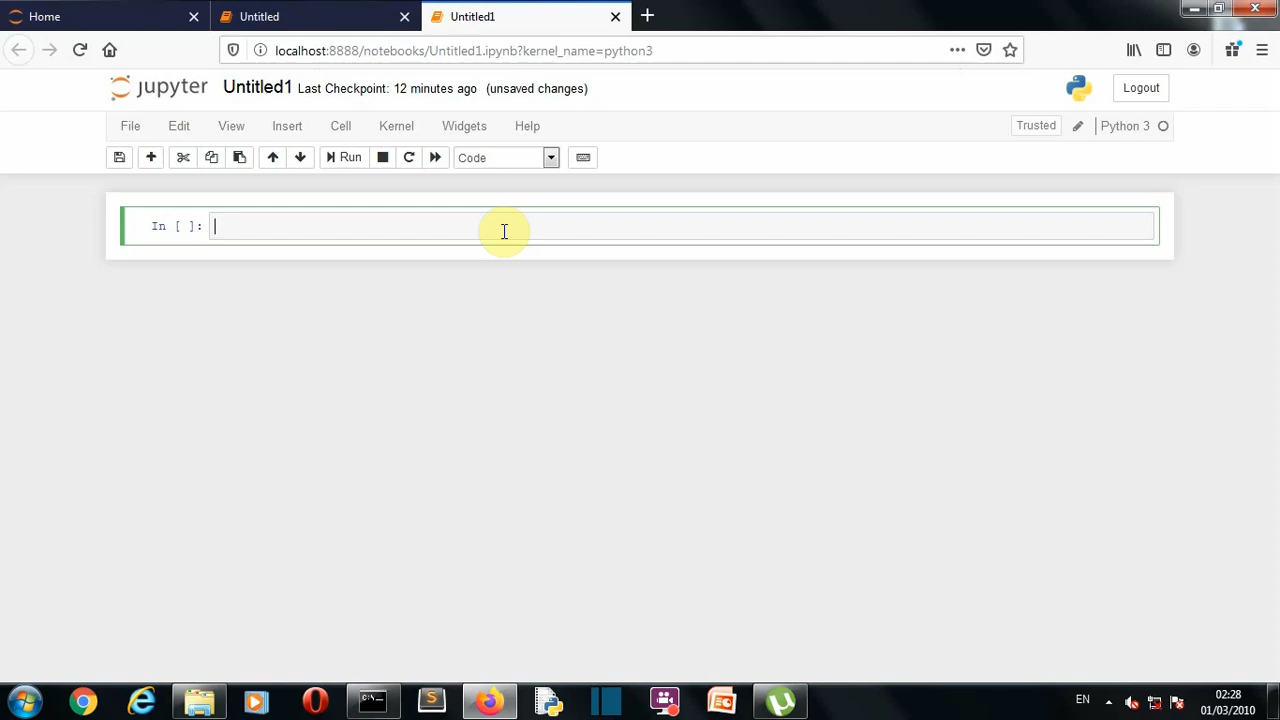 Home
Untitled
Untitled1
localhost:8888/notebooks/Untitled1.ipynb?kernel_name=python3
jupyter Untitled1 Last Checkpoint: 12 minutes ago (unsaved changes)
Logout
File Edit View Insert Cell Kernel Widgets Help
Trusted
Python 3
Run
Code
In [ ]:
C:\.
S
EN
02:28
01/03/2010